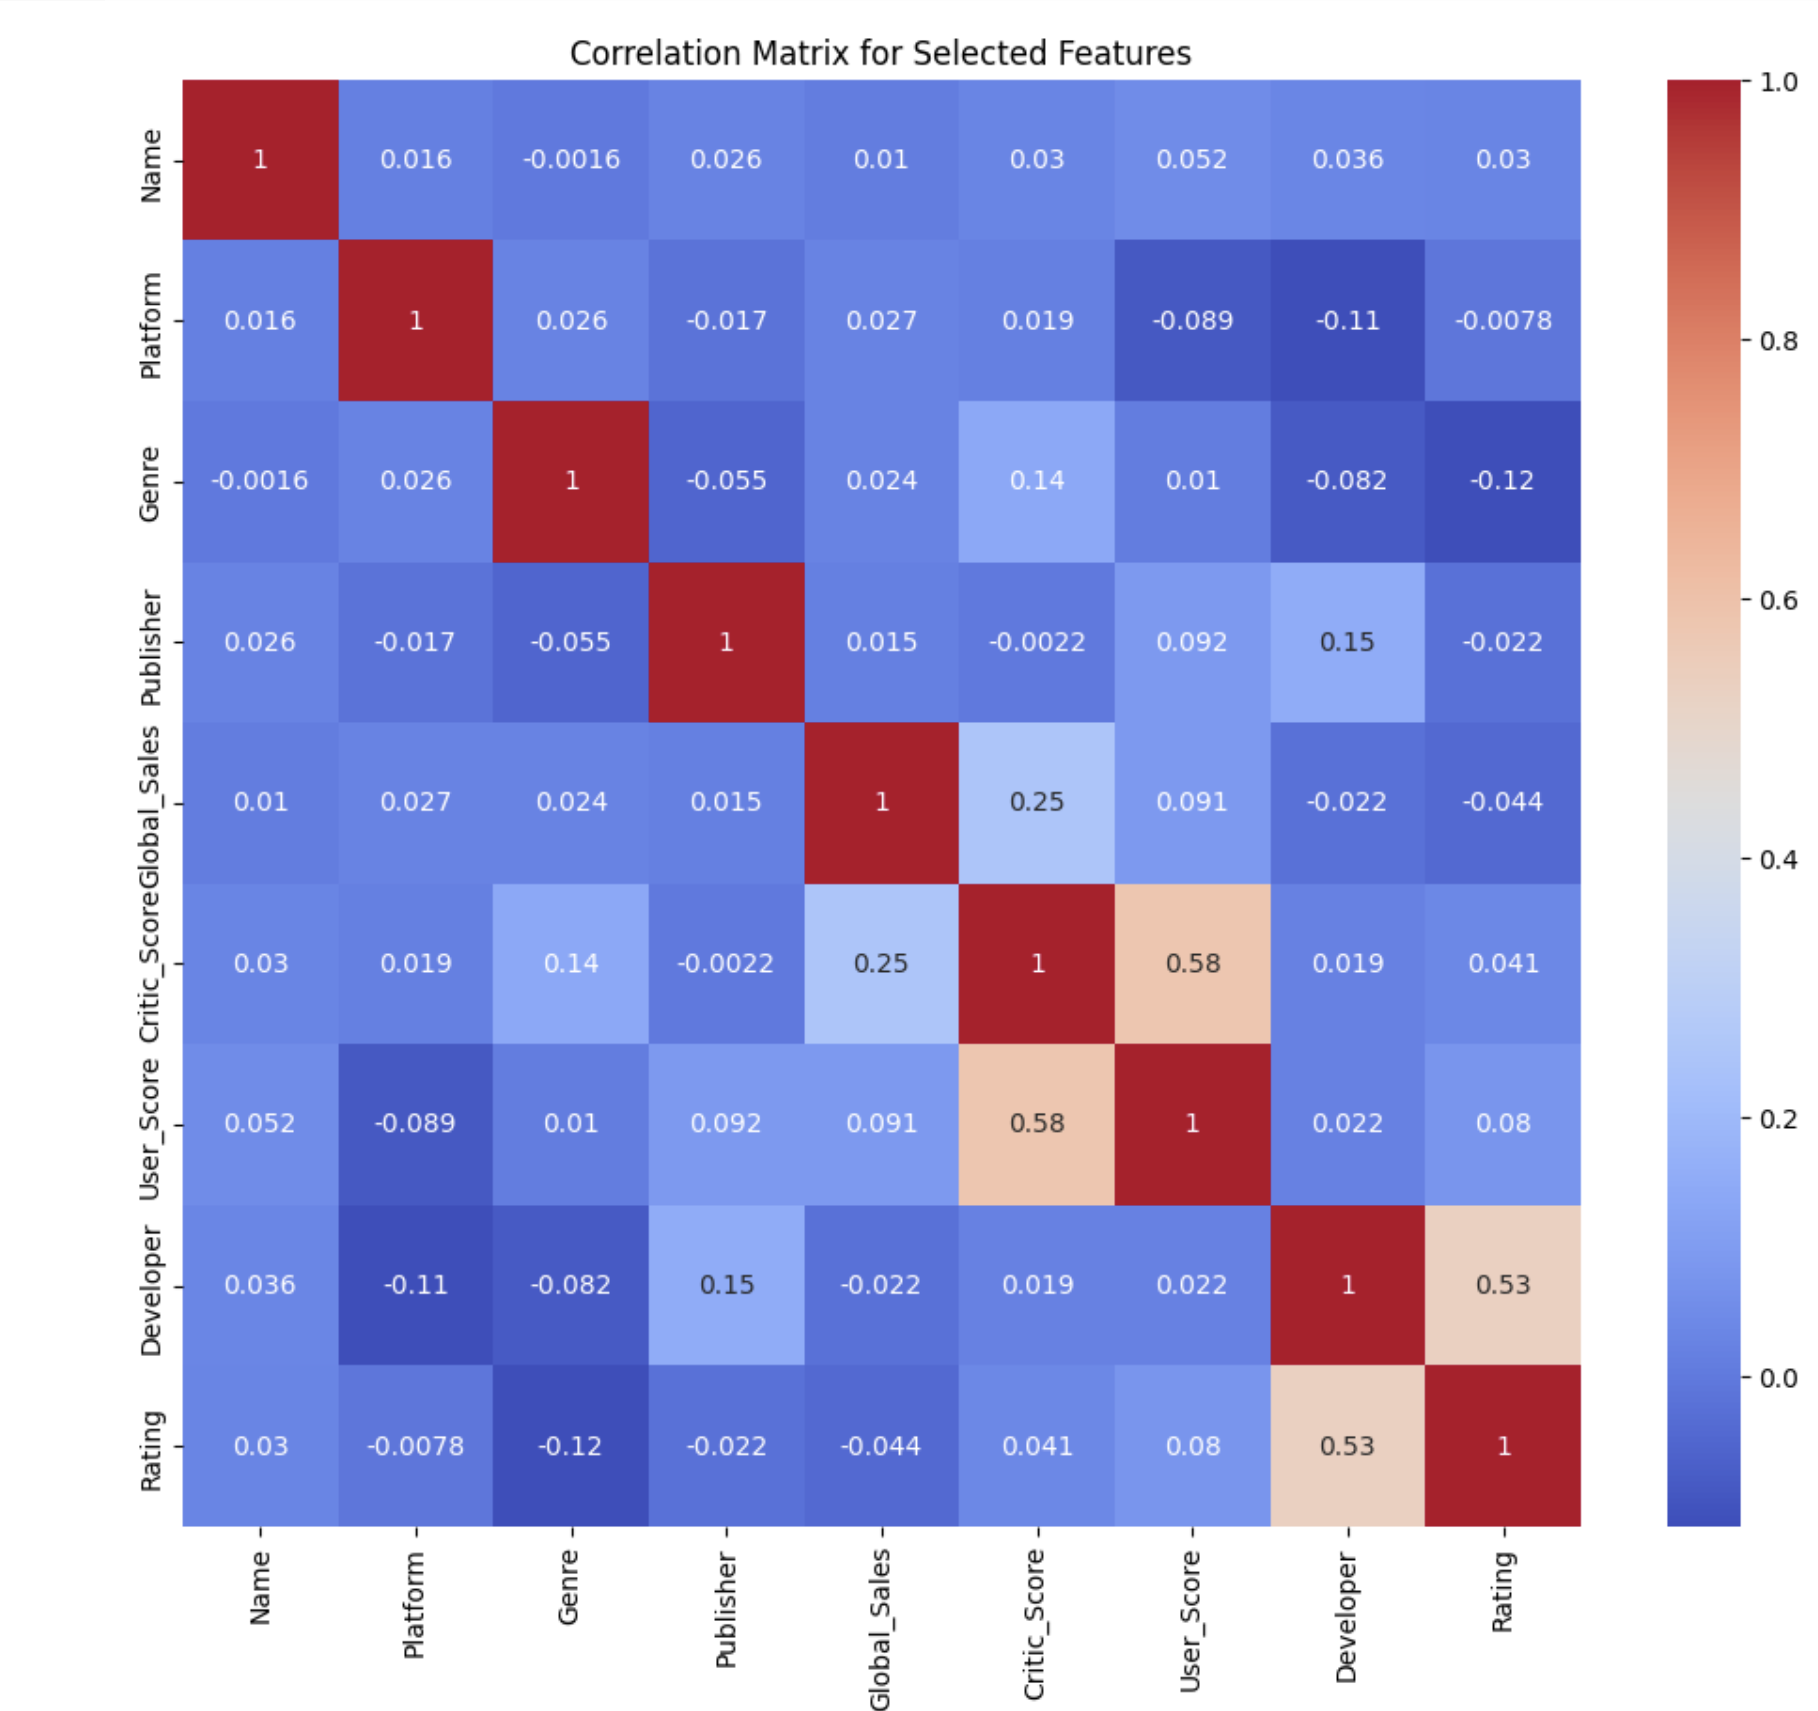 Correlation Matrix for Selected Features
Name 1 0.016 -0.0016 0.026 0.01 0.03 0.052 0.036 0.03
Platform 0.016 1 0.026 -0.017 0.027 0.019 -0.089 -0.11 -0.0078
Genre -0.0016 0.026 1 -0.055 0.024 0.14 0.01 -0.082 -0.12
Publisher 0.026 -0.017 -0.055 1 0.015 -0.0022 0.092 0.15 -0.022
Global_Sales 0.01 0.027 0.024 0.015 1 0.25 0.091 -0.022 -0.044
Critic_Score 0.03 0.019 0.14 -0.0022 0.25 1 0.58 0.019 0.041
User_Score 0.052 -0.089 0.01 0.092 0.091 0.58 1 0.022 0.08
Developer 0.036 -0.11 -0.082 0.15 -0.022 0.019 0.022 1 0.53
Rating 0.03 -0.0078 -0.12 -0.022 -0.044 0.041 0.08 0.53 1
Name Platform Genre Publisher Global_Sales Critic_Score User_Score Developer Rating
1.0
0.8
0.6
0.4
0.2
0.0